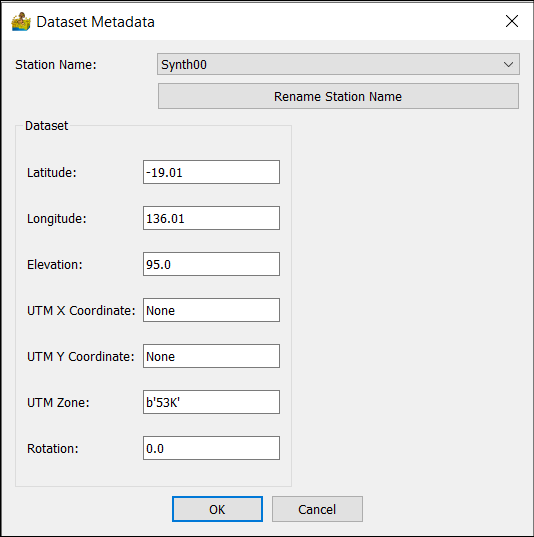 Dataset Metadata
Station Name: Synth00
Rename Station Name
Dataset
Latitude: -19.01
Longitude: 136.01
Elevation: 95.0
UTM X Coordinate: None
UTM Y Coordinate: None
UTM Zone: b'53K'
Rotation: 0.0
OK Cancel